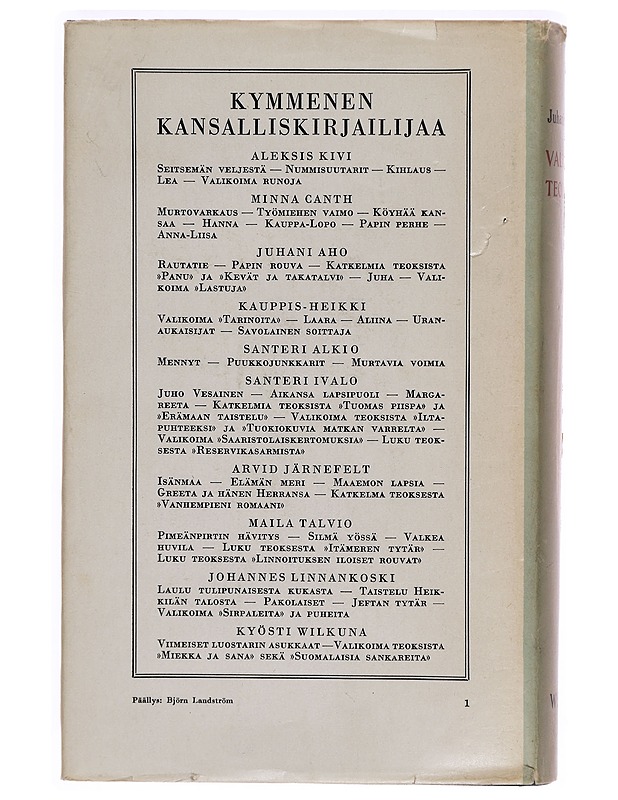 KYMMENEN
KANSALLISKIRJAILIJAA
ALEKSIS KIVI
Seitsemän veljestä — Nummisuutarit — Kihlaus —
Lea — Valikoima runoja
MINNA CANTH
Murtovarkaus — Työmiehen vaimo — Köyhää kan-
saa — Hanna — Kauppa-Lopo — Papin perhe —
Anna-Liisa
JUHANI AHO
Rautatie — Papin rouva — Katkelmia teoksista
»Panu» ja »Kevät ja takatalvi» — Juha — Vali-
koima »Lastuja»
KAUPPIS-HEIKKI
Valikoima »Tarinoita» — Laara — Aliina — Uran-
aukaisijat — Savolainen soittaja
SANTERI ALKIO
Mennyt — Puukkojunkkarit — Murtavia voimia
SANTERI IVALO
Juho Vesainen — Aikansa lapsipuoli — Marga-
reeta — Katkelmia teoksista »Tuomas piispa» ja
»Erämaan taistelu» — Valikoima teoksista »Ilta-
puhteeksi» ja »Tuokiokuvia matkan varrelta» —
Valikoima »Saaristolaiskertomuksia» — Luku teok-
sesta »Reservikasarmista»
ARVID JÄRNEFELT
Isänmaa — Elämän meri — Maaemon lapsia —
Greeta ja hänen Herransa — Katkelma teoksesta
»Vanhempieni romaani»
MAILA TALVIO
Pimeänpirtin hävitys — Silmä yössä — Valkea
huvila — Luku teoksesta »Itämeren tytär» —
Luku teoksesta »Linnoituksen iloiset rouvat»
JOHANNES LINNANKOSKI
Laulu tulipunaisesta kukasta — Taistelu Heik-
kilän talosta — Pakolaiset — Jeftan tytär —
Valikoima »Sirpaleita» ja puheita
KYÖSTI WILKUNA
Viimeiset luostarin asukkaat — Valikoima teoksista
»Miekka ja sana» sekä »Suomalaisia sankareita»
Päällys: Björn Landström
1